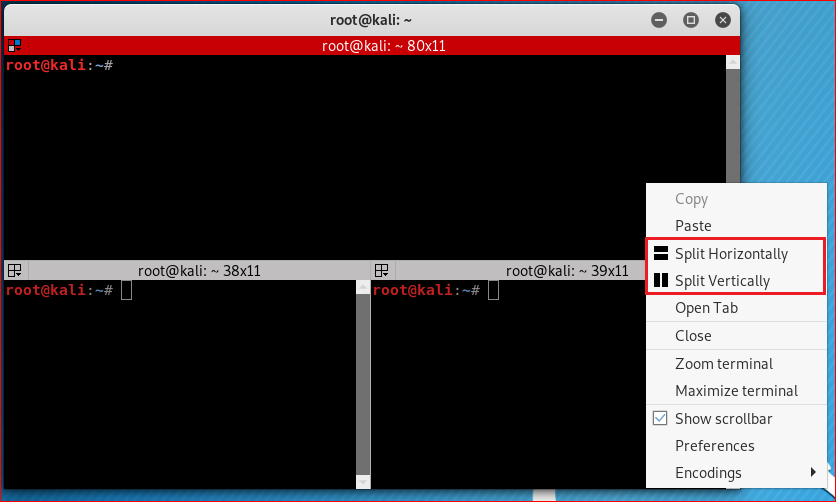 root@kali: ~
root@kali: ~ 80x11
root@kali:~#
root@kali: ~ 38x11
root@kali: ~ 39x11
root@kali:~#
root@kali:~#
Copy
Paste
Split Horizontally
Split Vertically
Open Tab
Close
Zoom terminal
Maximize terminal
Show scrollbar
Preferences
Encodings